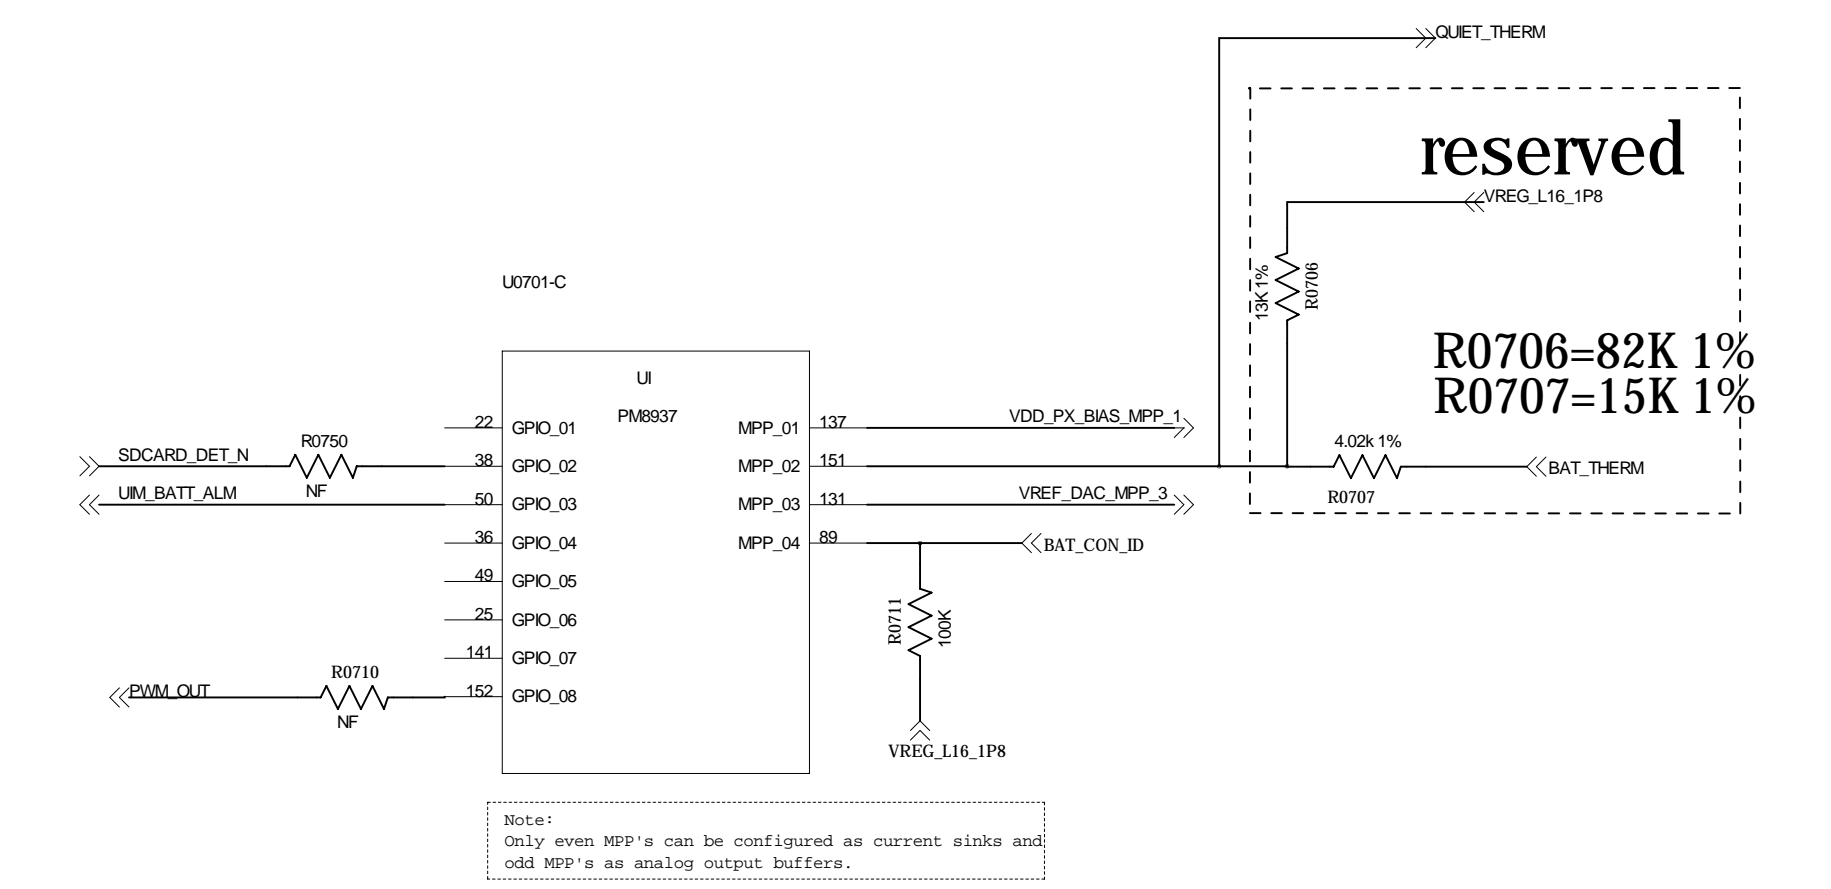 QUIET_THERM
reserved
VREG_L16_1P8
13K 1%
R0706
U0701-C
R0706=82K 1%
R0707=15K 1%
UI
PM8937
22 GPIO_01
MPP_01 137
VDD_PX_BIAS_MPP_1
SDCARD_DET_N
R0750
NF
38 GPIO_02
MPP_02 151
4.02k 1%
R0707
BAT_THERM
UIM_BATT_ALM
50 GPIO_03
MPP_03 131
VREF_DAC_MPP_3
36 GPIO_04
MPP_04 89
BAT_CON_ID
49 GPIO_05
25 GPIO_06
R0711
100K
141 GPIO_07
PWM_OUT
R0710
NF
152 GPIO_08
VREG_L16_1P8
Note:
Only even MPP's can be configured as current sinks and
odd MPP's as analog output buffers.